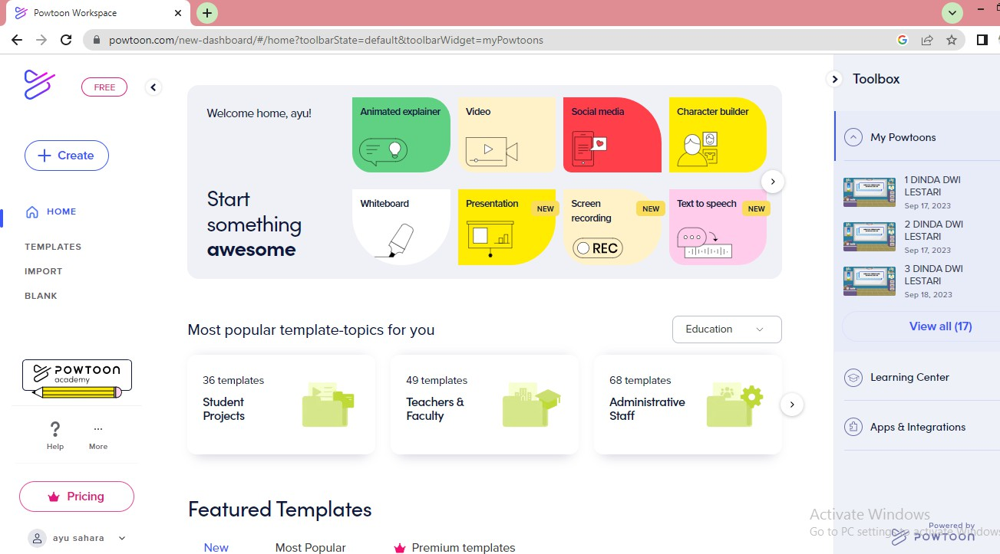 Powtoon Workspace
powtoon.com/new-dashboard/#/home?toolbarState=default&toolbarWidget=myPowtoons
FREE
Create
HOME
TEMPLATES
IMPORT
BLANK
POWTOON
academy
Help
More
Pricing
ayu sahara
Welcome home, ayu!
Start
something
awesome
Animated explainer
Video
Social media
Character builder
Whiteboard
Presentation
NEW
Screen
recording
NEW
REC
Text to speech
NEW
Most popular template-topics for you
Education
36 templates
Student
Projects
49 templates
Teachers &
Faculty
68 templates
Administrative
Staff
Featured Templates
New
Most Popular
Premium templates
Toolbox
My Powtoons
1 DINDA DWI
LESTARI
Sep 17, 2023
2 DINDA DWI
LESTARI
Sep 17, 2023
3 DINDA DWI
LESTARI
Sep 18, 2023
View all (17)
Learning Center
Apps & Integrations
Activate Windows
Go to PC settings to activate Windows
Powered by
POWTOON